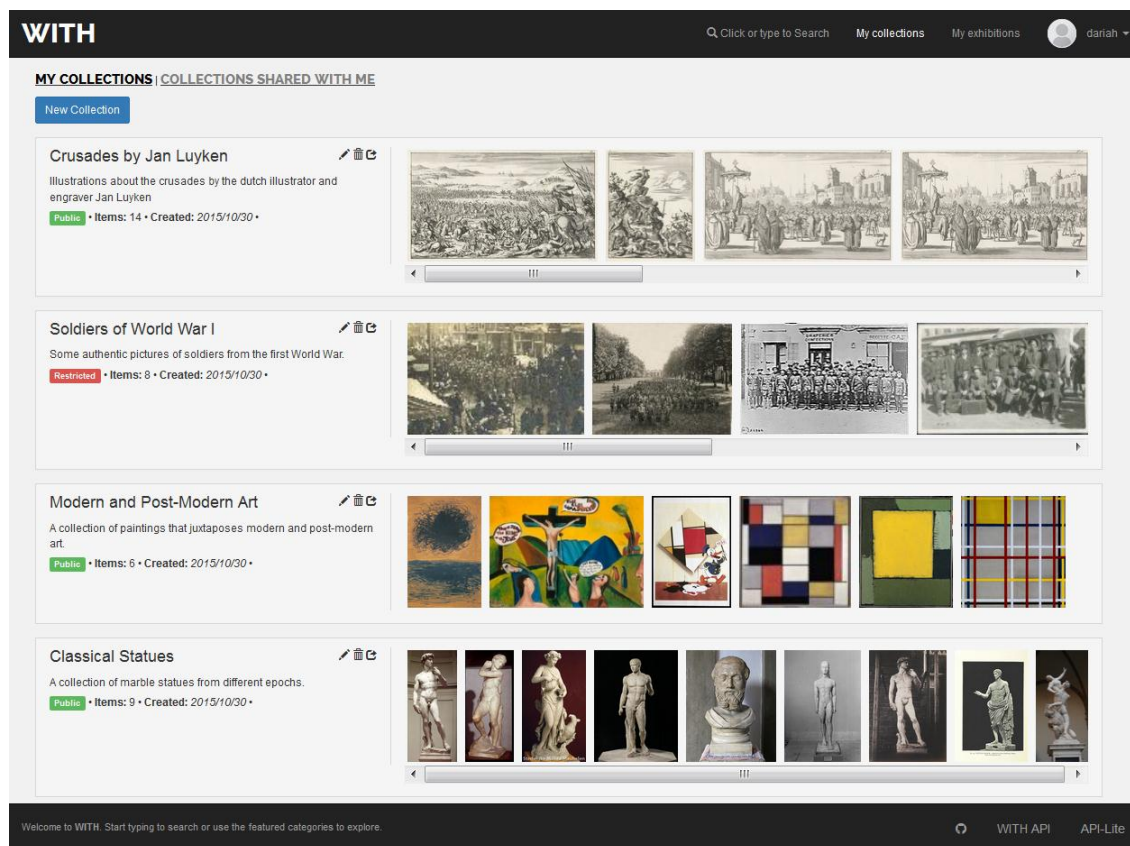 WITH
Click or type to Search My collections My exhibitions dariah
MY COLLECTIONS | COLLECTIONS SHARED WITH ME
New Collection
Crusades by Jan Luyken
Illustrations about the crusades by the dutch illustrator and
engraver Jan Luyken
Public • Items: 14 • Created: 2015/10/30 •
Soldiers of World War I
Some authentic pictures of soldiers from the first World War.
Restricted • Items: 8 • Created: 2015/10/30 •
Modern and Post-Modern Art
A collection of paintings that juxtaposes modern and post-modern
art.
Public • Items: 6 • Created: 2015/10/30 •
Classical Statues
A collection of marble statues from different epochs.
Public • Items: 9 • Created: 2015/10/30 •
Welcome to WITH. Start typing to search or use the featured categories to explore.
WITH API API-Lite